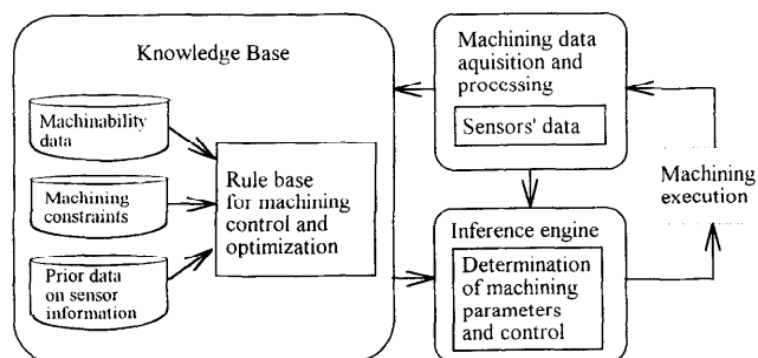 Knowledge Base
Machinability
data
Machining
constraints
Prior data
on sensor
information
Rule base
for machining
control and
optimization
Machining data
aquisition and
processing
Sensors' data
Inference engine
Determination
of machining
parameters
and control
Machining
execution